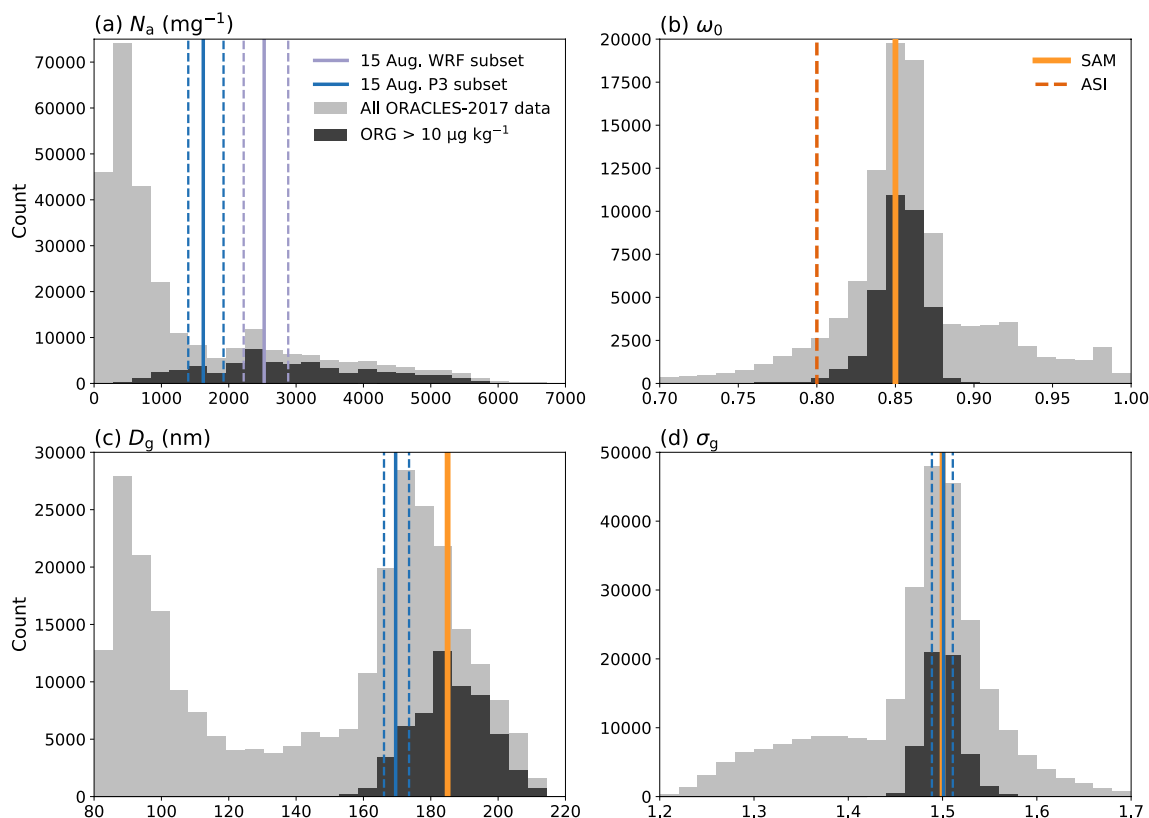 (a) Nₐ (mg⁻¹)
70000
60000
50000
40000
30000
20000
10000
0
Count
0 1000 2000 3000 4000 5000 6000 7000
15 Aug. WRF subset
15 Aug. P3 subset
All ORACLES-2017 data
ORG > 10 μg kg⁻¹
(b) ω₀
20000
17500
15000
12500
10000
7500
5000
2500
0
0.70 0.75 0.80 0.85 0.90 0.95 1.00
SAM
ASI
(c) D_g (nm)
30000
25000
20000
15000
10000
5000
0
Count
80 100 120 140 160 180 200 220
(d) σ_g
50000
40000
30000
20000
10000
0
1.2 1.3 1.4 1.5 1.6 1.7